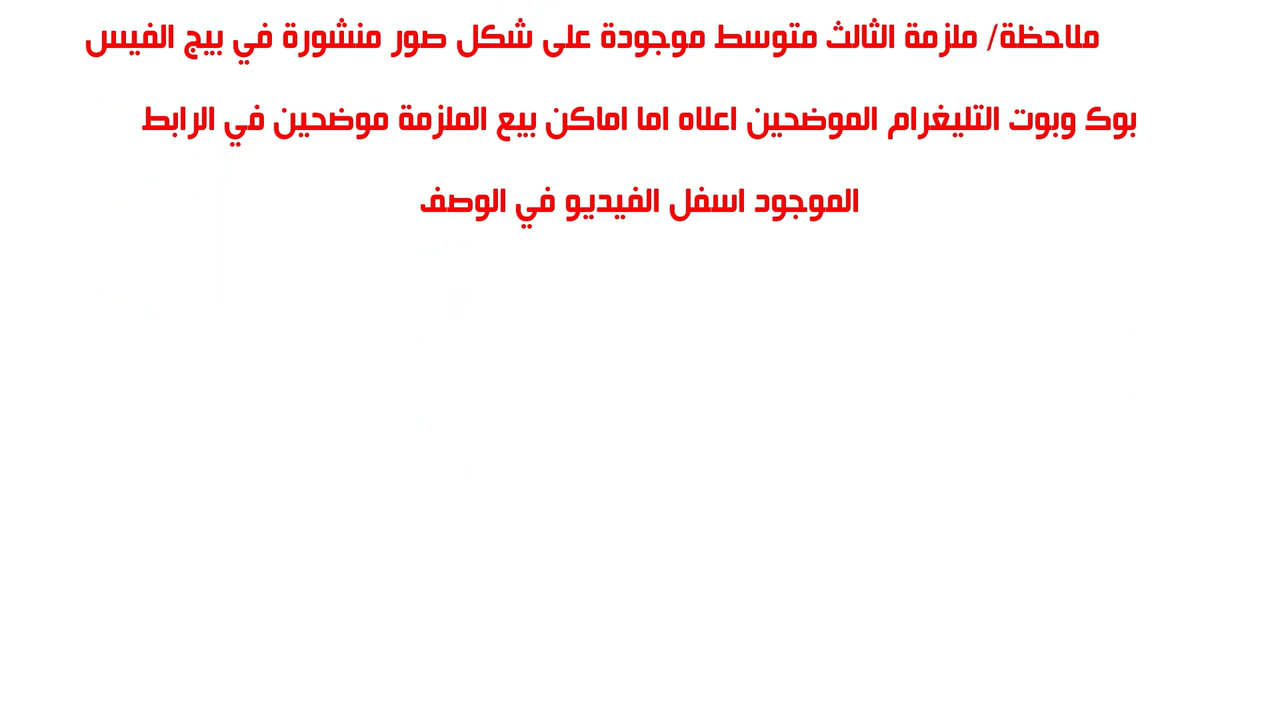 ملاحظة/ ملزمة الثالث متوسط موجودة على شكل صور منشورة في بيج الفيس
بوك وبوت التليغرام الموضحين اعلاه اما اماكن بيع الملزمة موضحين في الرابط
الموجود اسفل الفيديو في الوصف